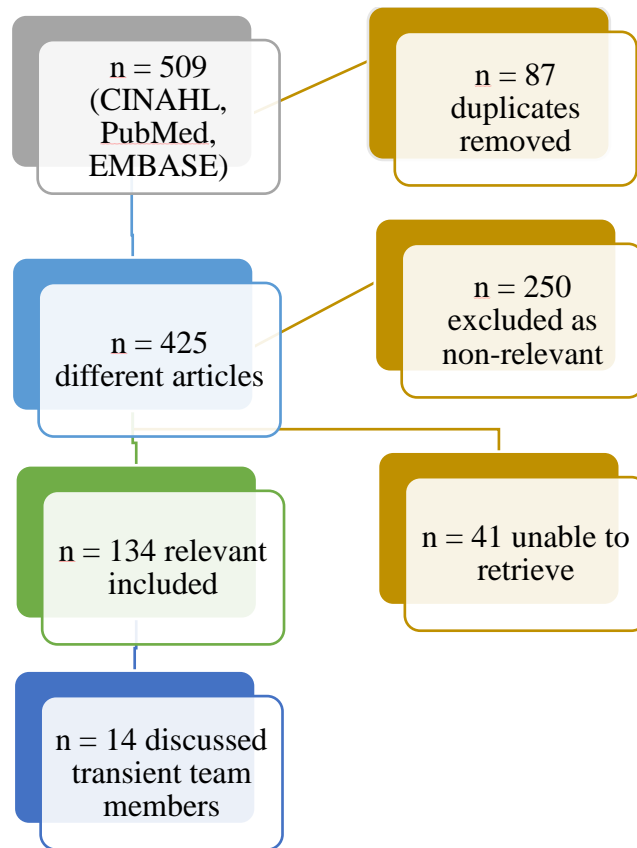 n = 509
(CINAHL,
PubMed,
EMBASE)
n = 87
duplicates
removed
n = 425
different articles
n = 250
excluded as
non-relevant
n = 134 relevant
included
n = 41 unable to
retrieve
n = 14 discussed
transient team
members